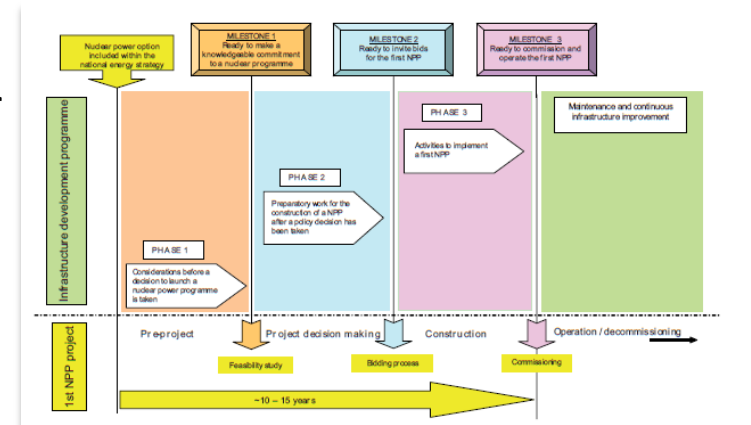 Nuclear power option
included within the
national energy strategy
MILESTONE 1
Ready to make a
knowledgeable commitment
to a nuclear programme
MILESTONE 2
Ready to invite bids
for the first NPP
MILESTONE 3
Ready to commission and
operate the first NPP
Infrastructure development programme
PHASE 1
Considerations before a
decision to launch a
nuclear power programme
is taken
PHASE 2
Preparatory work for the
construction of a NPP
after a policy decision has
been taken
PHASE 3
Activities to implement
a first NPP
Maintenance and continuous
infrastructure improvement
1st NPP project
Pre-project
Project decision making
Construction
Operation / decommissioning
Feasibility study
Bidding process
Commissioning
~10 – 15 years